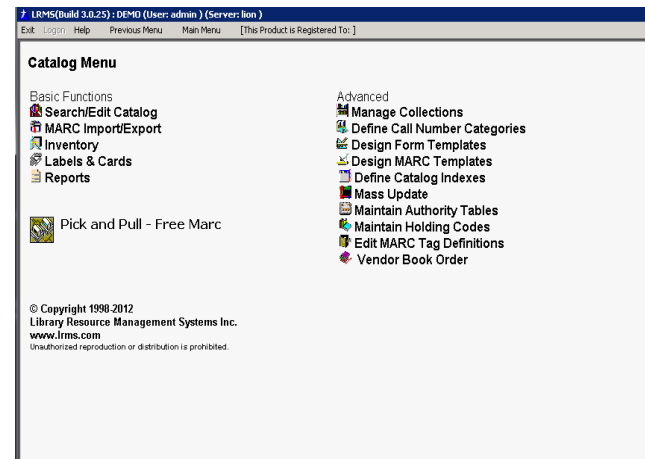 LRMS(Build 3.0.25) : DEMO (User: admin ) (Server: lion )
Exit Logon Help Previous Menu Main Menu [This Product is Registered To: ]
Catalog Menu
Basic Functions
Search/Edit Catalog
MARC Import/Export
Inventory
Labels & Cards
Reports
Pick and Pull - Free Marc
Advanced
Manage Collections
Define Call Number Categories
Design Form Templates
Design MARC Templates
Define Catalog Indexes
Mass Update
Maintain Authority Tables
Maintain Holding Codes
Edit MARC Tag Definitions
Vendor Book Order
© Copyright 1998-2012
Library Resource Management Systems Inc.
www.lrms.com
Unauthorized reproduction or distribution is prohibited.